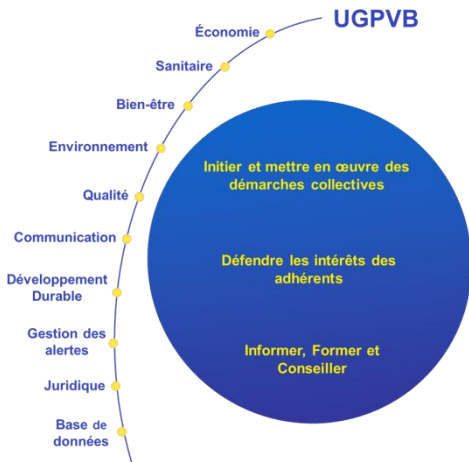 UGPVB
Économie
Sanitaire
Bien-être
Environnement
Qualité
Communication
Développement
Durable
Gestion des
alertes
Juridique
Base de
données
Initier et mettre en œuvre des
démarches collectives
Défendre les intérêts des
adhérents
Informer, Former et
Conseiller